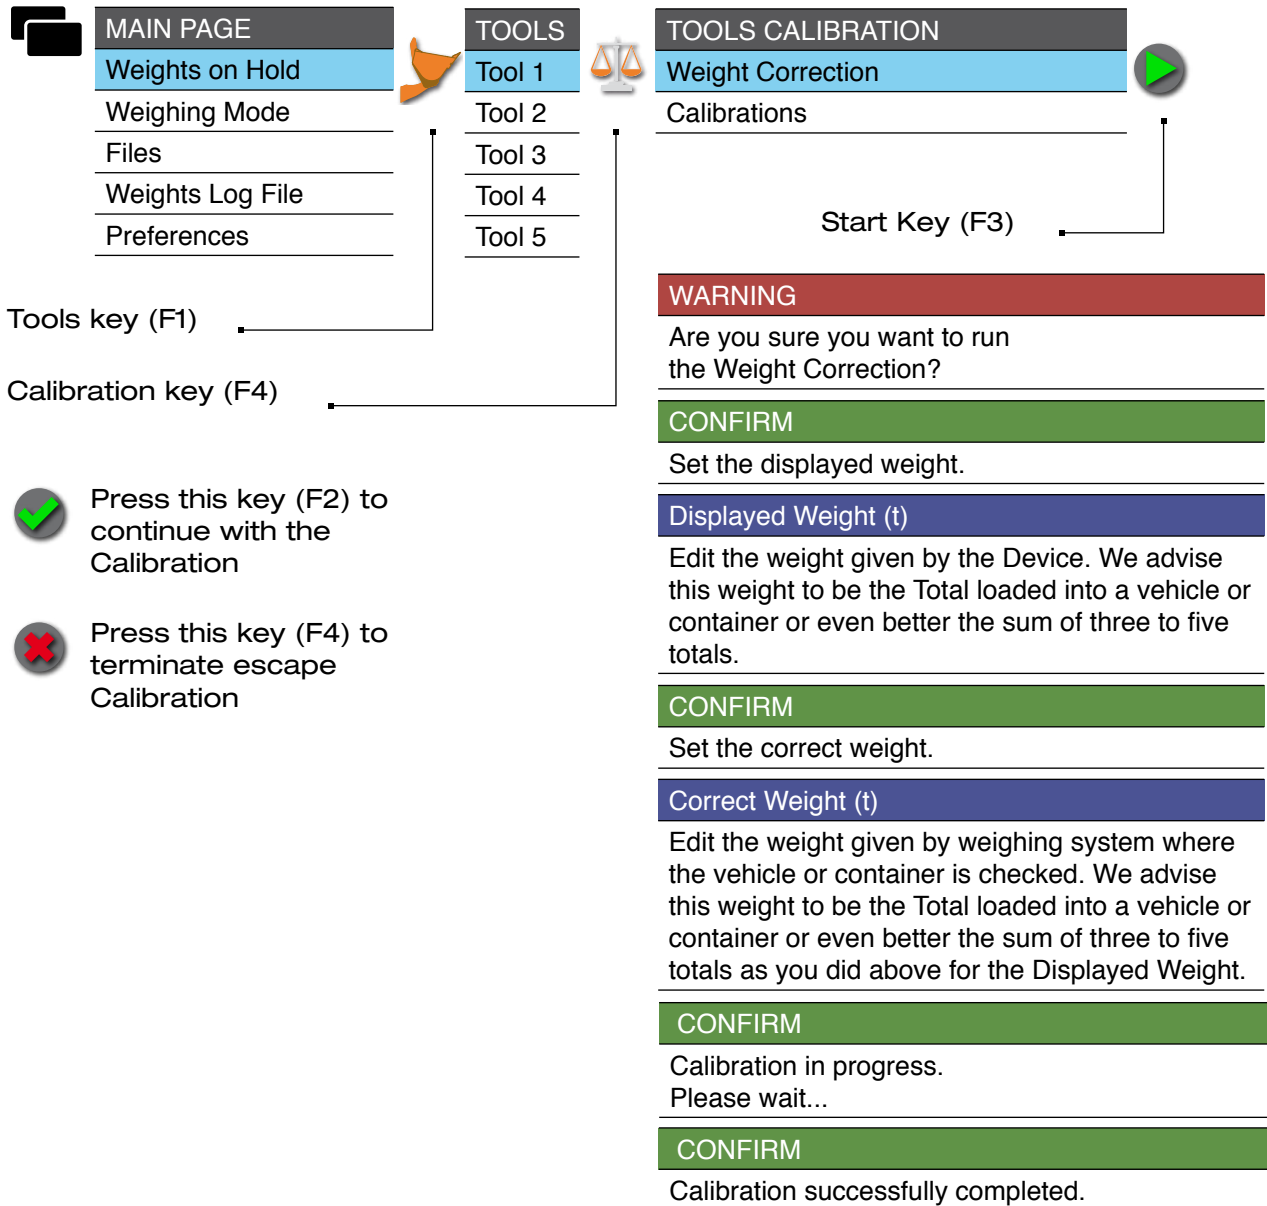 MAIN PAGE
Weights on Hold
Weighing Mode
Files
Weights Log File
Preferences
TOOLS
Tool 1
Tool 2
Tool 3
Tool 4
Tool 5
TOOLS CALIBRATION
Weight Correction
Calibrations
Start Key (F3)
Tools key (F1)
Calibration key (F4)
Press this key (F2) to
continue with the
Calibration
Press this key (F4) to
terminate escape
Calibration
WARNING
Are you sure you want to run
the Weight Correction?
CONFIRM
Set the displayed weight.
Displayed Weight (t)
Edit the weight given by the Device. We advise
this weight to be the Total loaded into a vehicle or
container or even better the sum of three to five
totals.
CONFIRM
Set the correct weight.
Correct Weight (t)
Edit the weight given by weighing system where
the vehicle or container is checked. We advise
this weight to be the Total loaded into a vehicle or
container or even better the sum of three to five
totals as you did above for the Displayed Weight.
CONFIRM
Calibration in progress.
Please wait...
CONFIRM
Calibration successfully completed.